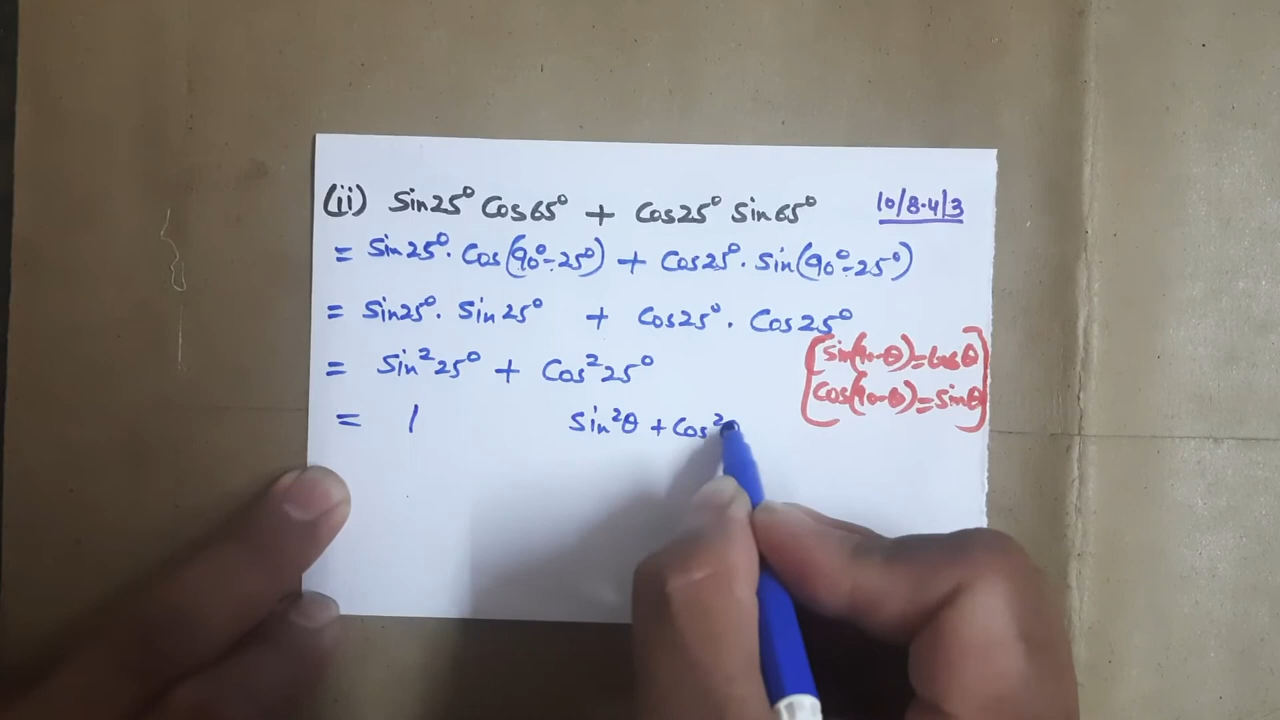 (ii) Sin25° Cos65° + Cos25° Sin65°
10/8.4/3
= Sin25°. Cos(90°-25°) + Cos25°. Sin(90°-25°)
= Sin25°. Sin25° + Cos25°. Cos25°
[Sin(90-θ)=Cosθ
Cos(90-θ)=Sinθ]
= Sin²25° + Cos²25°
= 1 Sin²θ + Cos²